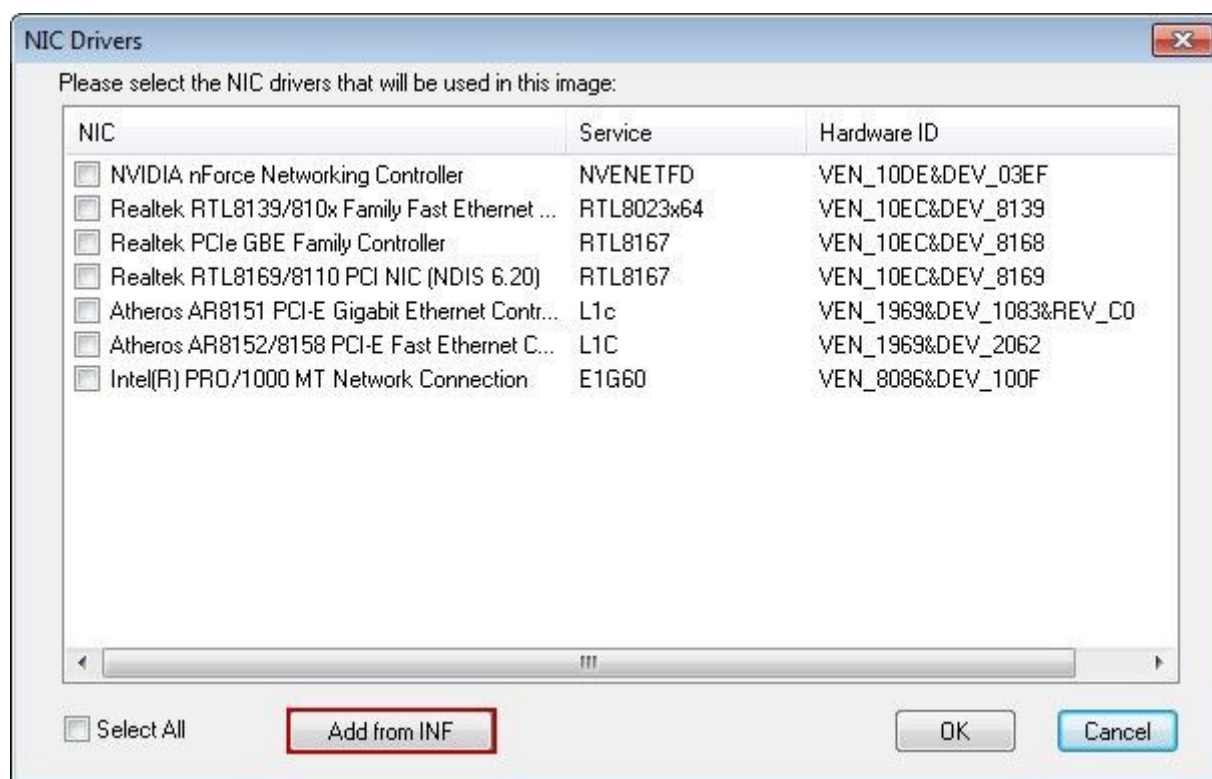 NIC Drivers
Please select the NIC drivers that will be used in this image:
NIC Service Hardware ID
NVIDIA nForce Networking Controller NVENETFD VEN_10DE&DEV_03EF
Realtek RTL8139/810x Family Fast Ethernet ... RTL8023x64 VEN_10EC&DEV_8139
Realtek PCIe GBE Family Controller RTL8167 VEN_10EC&DEV_8168
Realtek RTL8169/8110 PCI NIC (NDIS 6.20) RTL8167 VEN_10EC&DEV_8169
Atheros AR8151 PCI-E Gigabit Ethernet Contr... L1c VEN_1969&DEV_1083&REV_C0
Atheros AR8152/8158 PCI-E Fast Ethernet C... L1C VEN_1969&DEV_2062
Intel(R) PRO/1000 MT Network Connection E1G60 VEN_8086&DEV_100F
Select All Add from INF OK Cancel